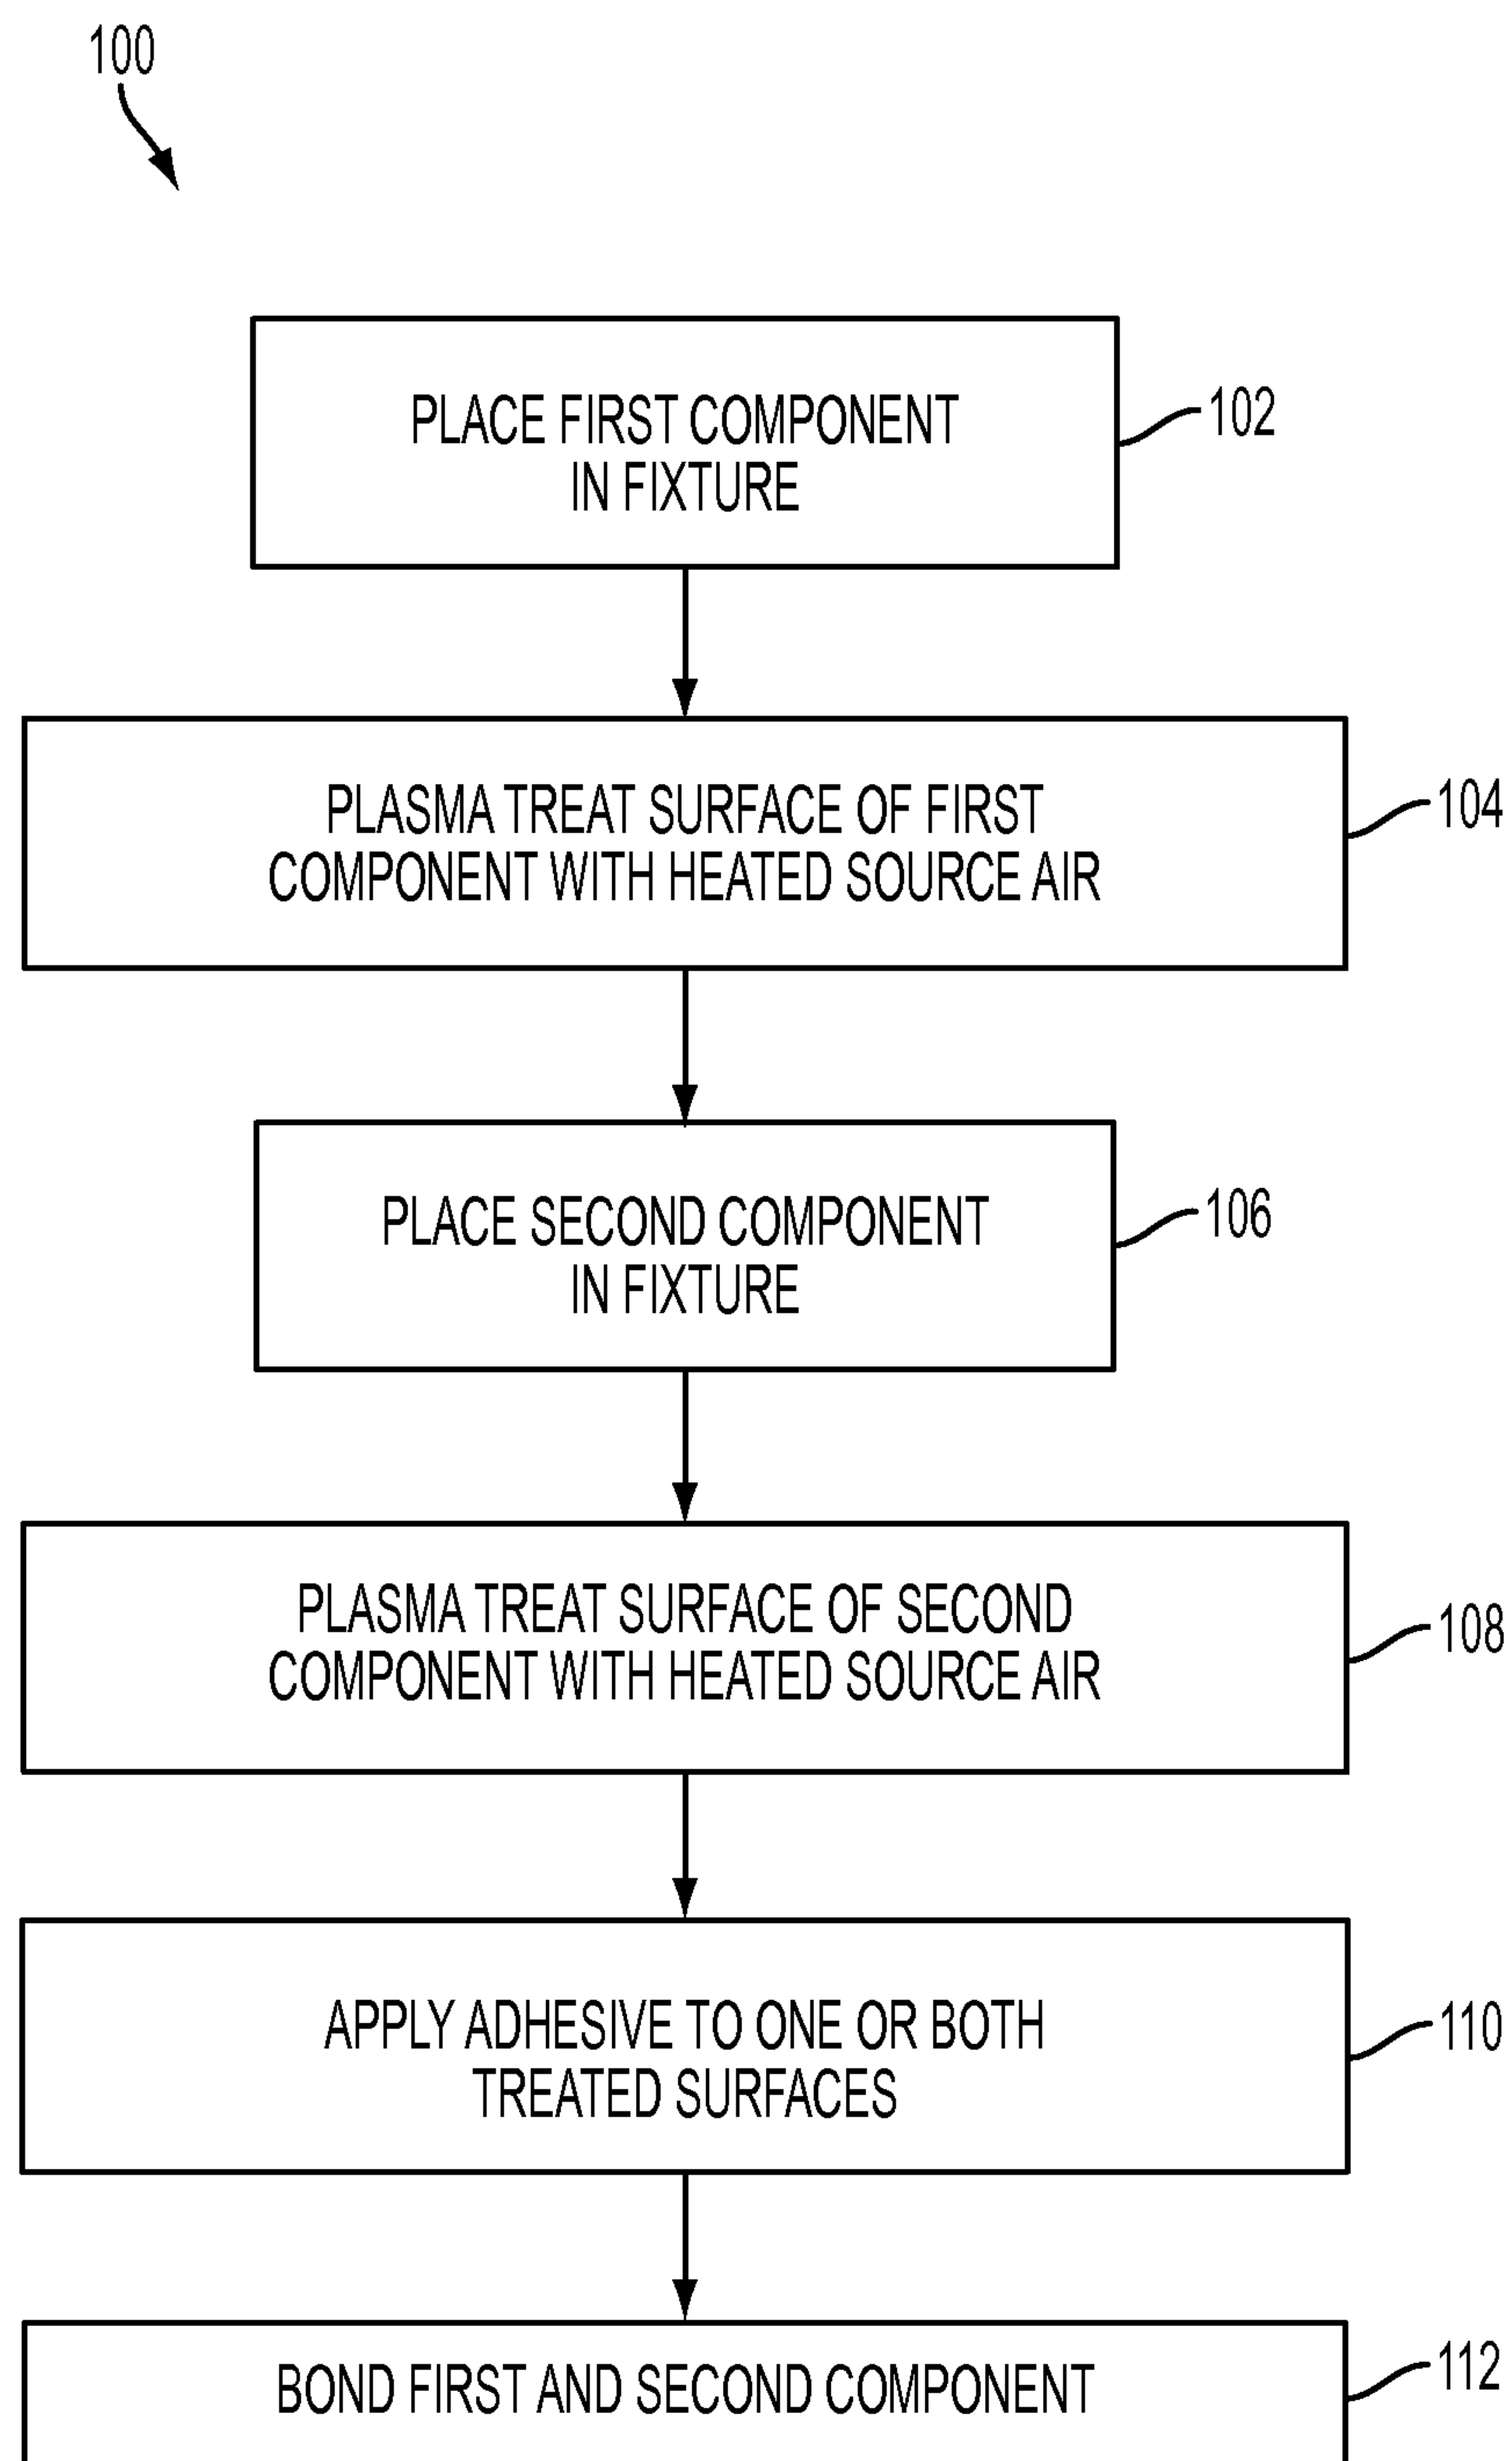 100
PLACE FIRST COMPONENT
IN FIXTURE
102
PLASMA TREAT SURFACE OF FIRST
COMPONENT WITH HEATED SOURCE AIR
104
PLACE SECOND COMPONENT
IN FIXTURE
106
PLASMA TREAT SURFACE OF SECOND
COMPONENT WITH HEATED SOURCE AIR
108
APPLY ADHESIVE TO ONE OR BOTH
TREATED SURFACES
110
BOND FIRST AND SECOND COMPONENT
112